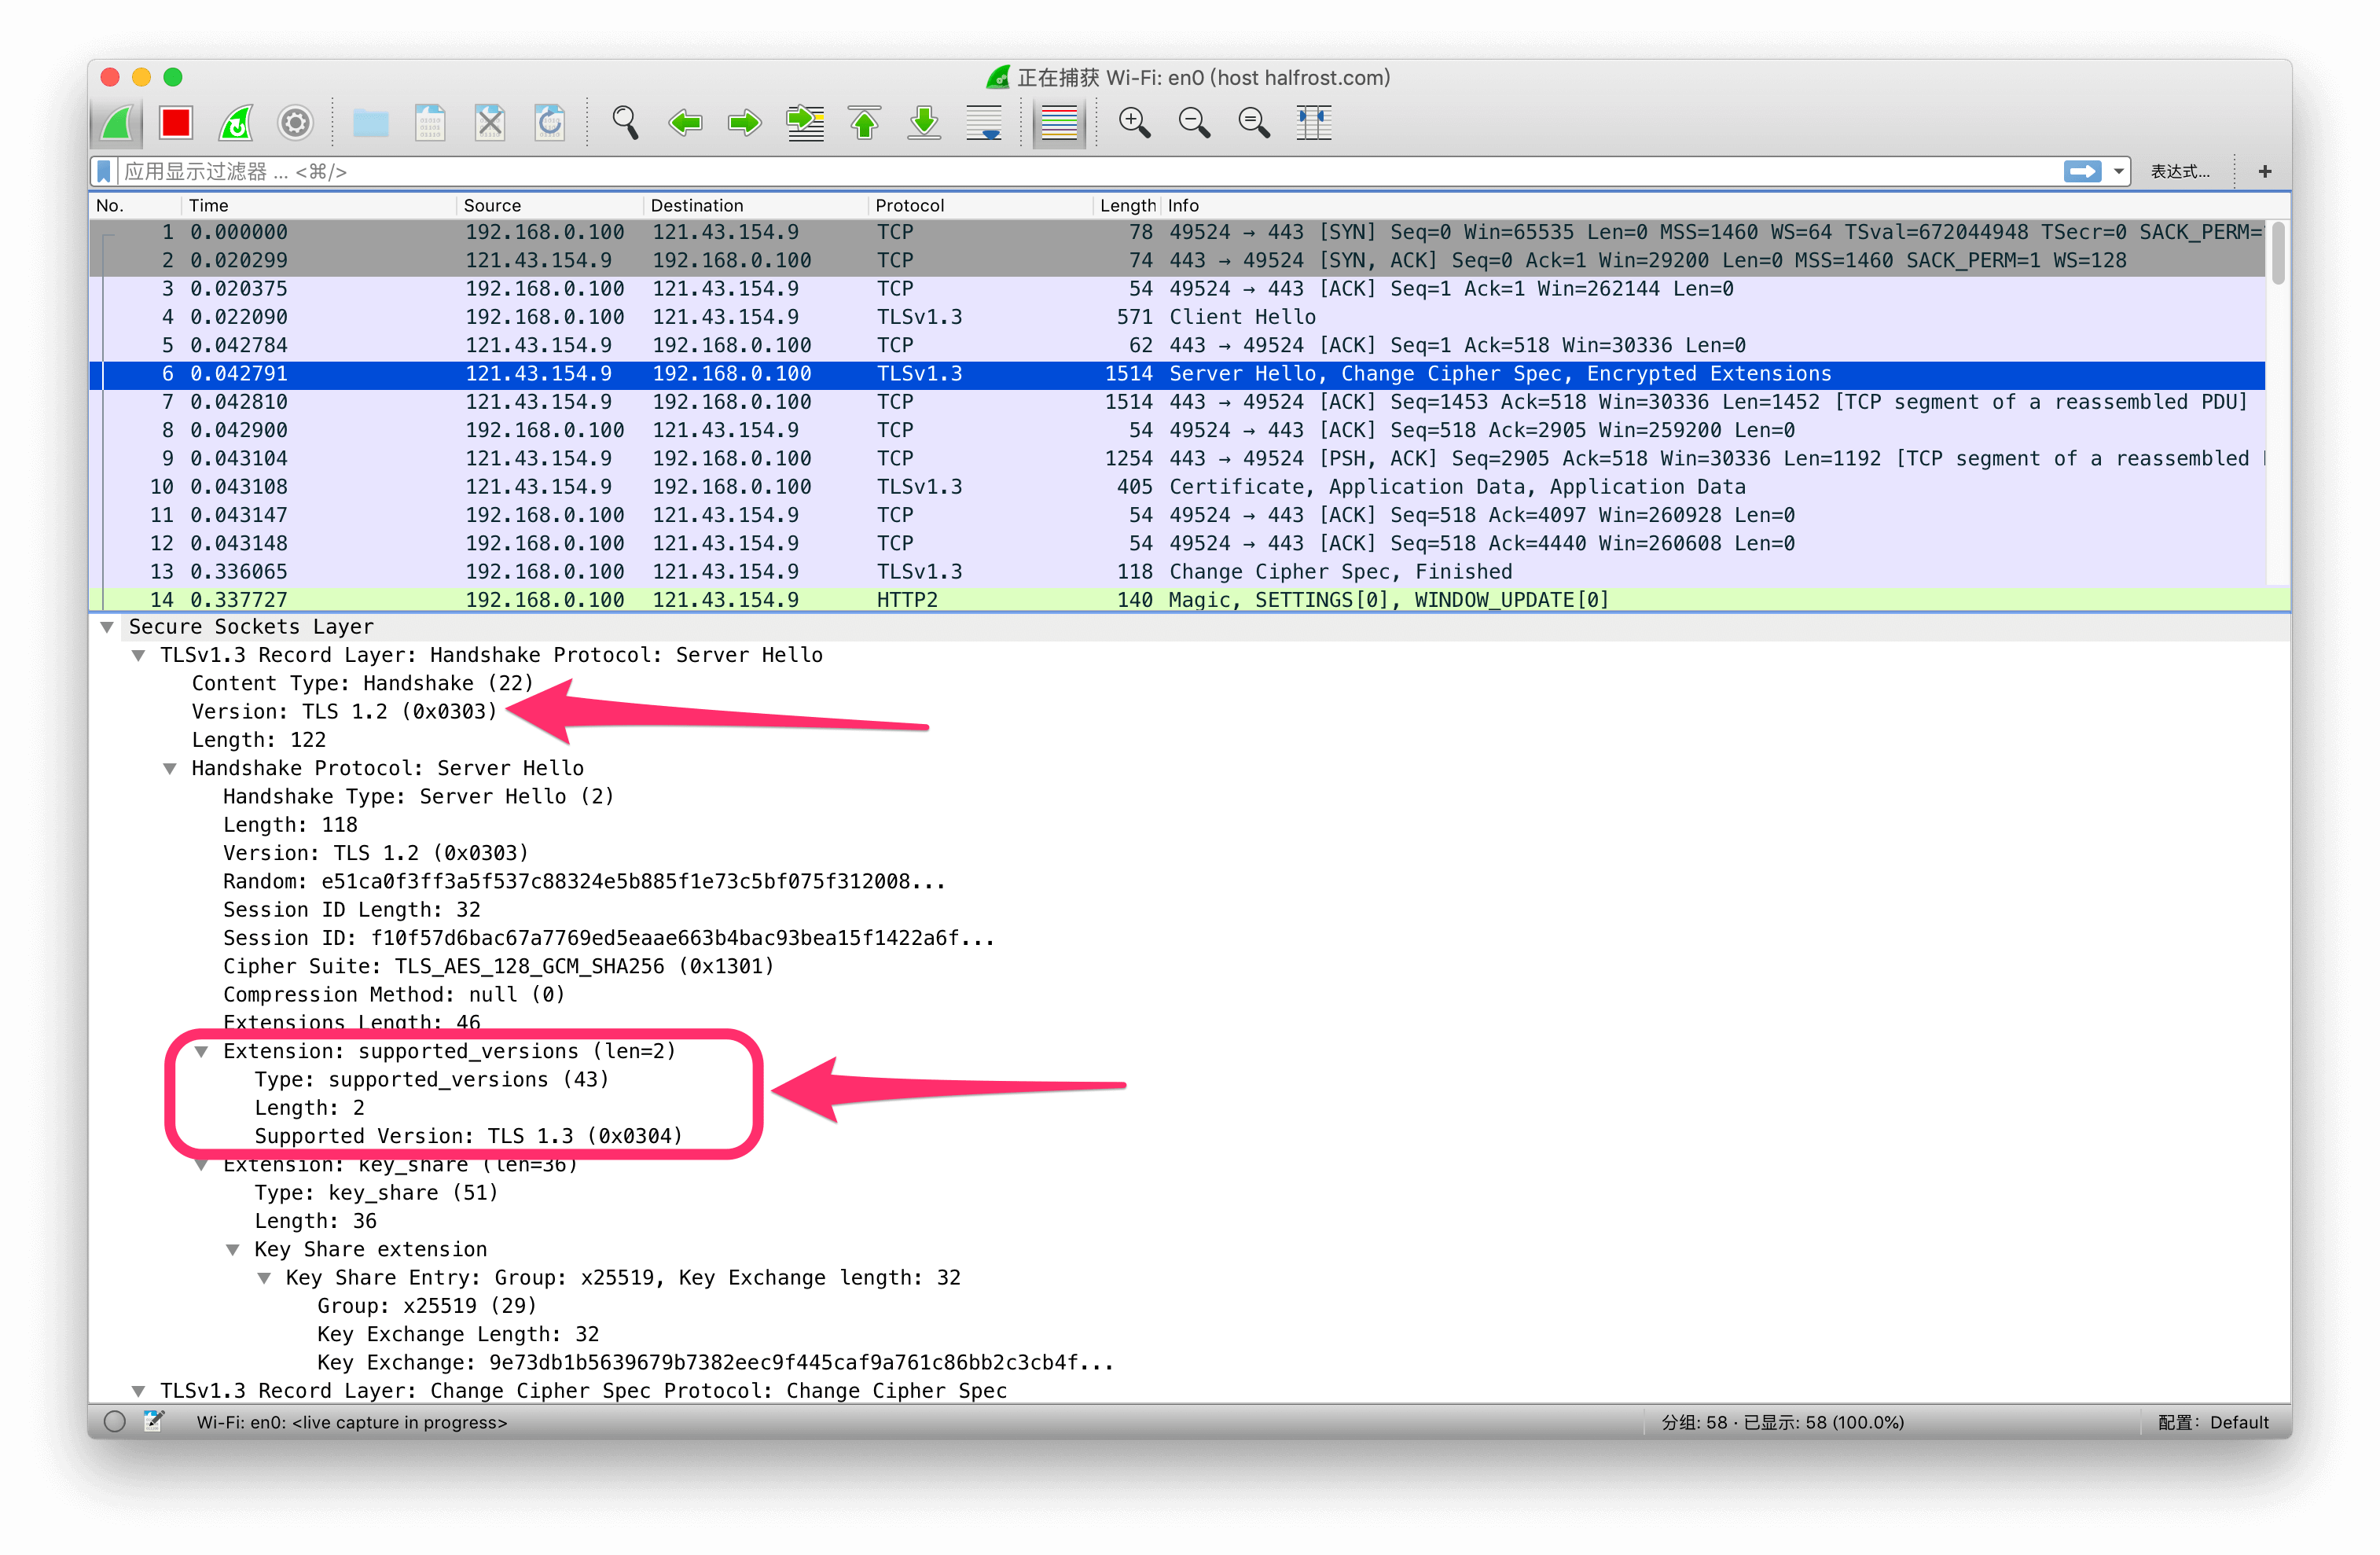 正在捕获 Wi-Fi: en0 (host halfrost.com)
应用显示过滤器 ... <⌘/>
表达式...
+
No. Time Source Destination Protocol Length Info
1 0.000000 192.168.0.100 121.43.154.9 TCP 78 49524 → 443 [SYN] Seq=0 Win=65535 Len=0 MSS=1460 WS=64 TSval=672044948 TSecr=0 SACK_PERM=
2 0.020299 121.43.154.9 192.168.0.100 TCP 74 443 → 49524 [SYN, ACK] Seq=0 Ack=1 Win=29200 Len=0 MSS=1460 SACK_PERM=1 WS=128
3 0.020375 192.168.0.100 121.43.154.9 TCP 54 49524 → 443 [ACK] Seq=1 Ack=1 Win=262144 Len=0
4 0.022090 192.168.0.100 121.43.154.9 TLSv1.3 571 Client Hello
5 0.042784 121.43.154.9 192.168.0.100 TCP 62 443 → 49524 [ACK] Seq=1 Ack=518 Win=30336 Len=0
6 0.042791 121.43.154.9 192.168.0.100 TLSv1.3 1514 Server Hello, Change Cipher Spec, Encrypted Extensions
7 0.042810 121.43.154.9 192.168.0.100 TCP 1514 443 → 49524 [ACK] Seq=1453 Ack=518 Win=30336 Len=1452 [TCP segment of a reassembled PDU]
8 0.042900 192.168.0.100 121.43.154.9 TCP 54 49524 → 443 [ACK] Seq=518 Ack=2905 Win=259200 Len=0
9 0.043104 121.43.154.9 192.168.0.100 TCP 1254 443 → 49524 [PSH, ACK] Seq=2905 Ack=518 Win=30336 Len=1192 [TCP segment of a reassembled
10 0.043108 121.43.154.9 192.168.0.100 TLSv1.3 405 Certificate, Application Data, Application Data
11 0.043147 192.168.0.100 121.43.154.9 TCP 54 49524 → 443 [ACK] Seq=518 Ack=4097 Win=260928 Len=0
12 0.043148 192.168.0.100 121.43.154.9 TCP 54 49524 → 443 [ACK] Seq=518 Ack=4440 Win=260608 Len=0
13 0.336065 192.168.0.100 121.43.154.9 TLSv1.3 118 Change Cipher Spec, Finished
14 0.337727 192.168.0.100 121.43.154.9 HTTP2 140 Magic, SETTINGS[0], WINDOW_UPDATE[0]
Secure Sockets Layer
TLSv1.3 Record Layer: Handshake Protocol: Server Hello
Content Type: Handshake (22)
Version: TLS 1.2 (0x0303)
Length: 122
Handshake Protocol: Server Hello
Handshake Type: Server Hello (2)
Length: 118
Version: TLS 1.2 (0x0303)
Random: e51ca0f3ff3a5f537c88324e5b885f1e73c5bf075f312008...
Session ID Length: 32
Session ID: f10f57d6bac67a7769ed5eaae663b4bac93bea15f1422a6f...
Cipher Suite: TLS_AES_128_GCM_SHA256 (0x1301)
Compression Method: null (0)
Extensions Length: 46
Extension: supported_versions (len=2)
Type: supported_versions (43)
Length: 2
Supported Version: TLS 1.3 (0x0304)
Extension: key_share (len=36)
Type: key_share (51)
Length: 36
Key Share extension
Key Share Entry: Group: x25519, Key Exchange length: 32
Group: x25519 (29)
Key Exchange Length: 32
Key Exchange: 9e73db1b5639679b7382eec9f445caf9a761c86bb2c3cb4f...
TLSv1.3 Record Layer: Change Cipher Spec Protocol: Change Cipher Spec
Wi-Fi: en0: <live capture in progress>
分组: 58 · 已显示: 58 (100.0%)
配置: Default